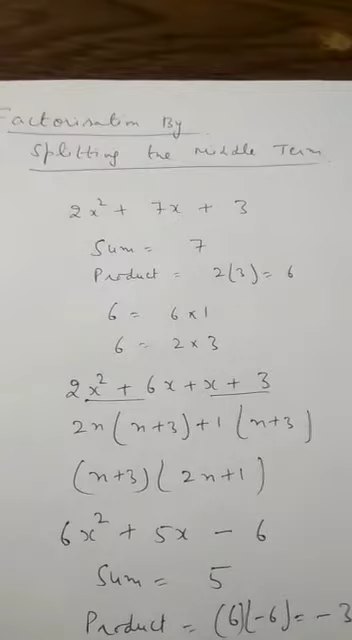 Factorisation By
Splitting the Middle Term
2x² + 7x + 3
Sum = 7
Product = 2(3) = 6
6 = 6 x 1
6 = 2 x 3
2x² + 6x + x + 3
2x(x+3)+1(x+3)
(x+3)(2x+1)
6x² + 5x - 6
Sum = 5
Product = (6)(-6) = -3